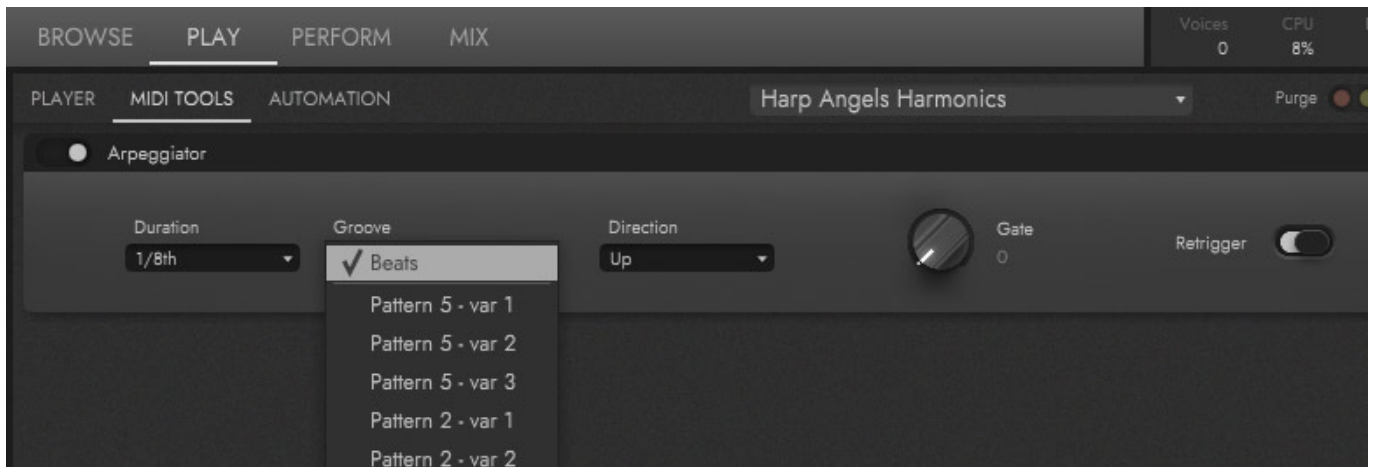 BROWSE PLAY PERFORM MIX
Voices CPU
0 8%
PLAYER MIDI TOOLS AUTOMATION Harp Angels Harmonics Purge
Arpeggiator
Duration Groove Direction Gate
1/8th Beats Up 0
Retrigger
Pattern 5 - var 1
Pattern 5 - var 2
Pattern 5 - var 3
Pattern 2 - var 1
Pattern 2 - var 2